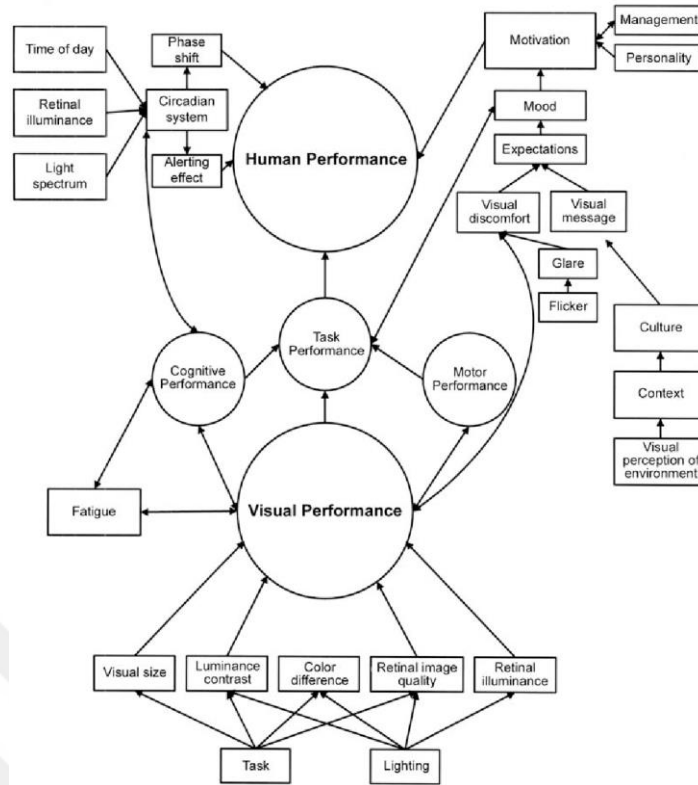 Time of day
Phase
shift
Motivation
Management
Personality
Retinal
illuminance
Circadian
system
Mood
Light
spectrum
Alerting
effect
Human Performance
Expectations
Visual
discomfort
Visual
message
Glare
Flicker
Culture
Task
Performance
Cognitive
Performance
Motor
Performance
Context
Visual
perception of
environment
Fatigue
Visual Performance
Visual size
Luminance
contrast
Color
difference
Retinal image
quality
Retinal
illuminance
Task
Lighting